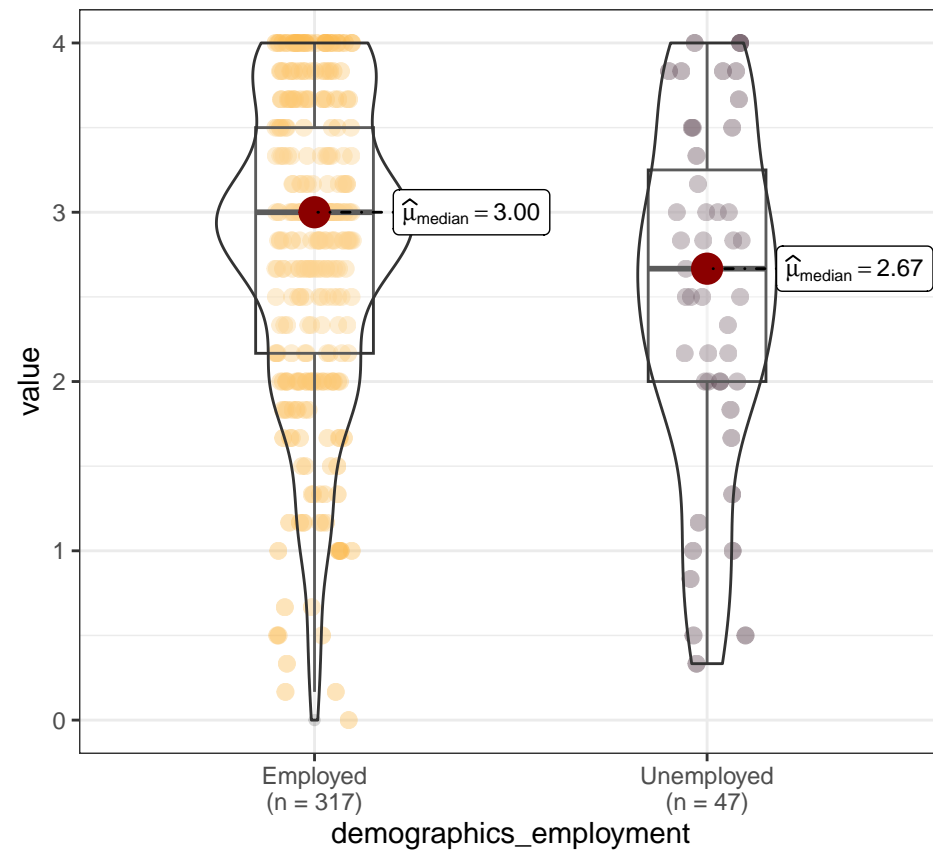 4
3
2
1
0
value
μ̂median = 3.00
μ̂median = 2.67
Employed
(n = 317)
Unemployed
(n = 47)
demographics_employment